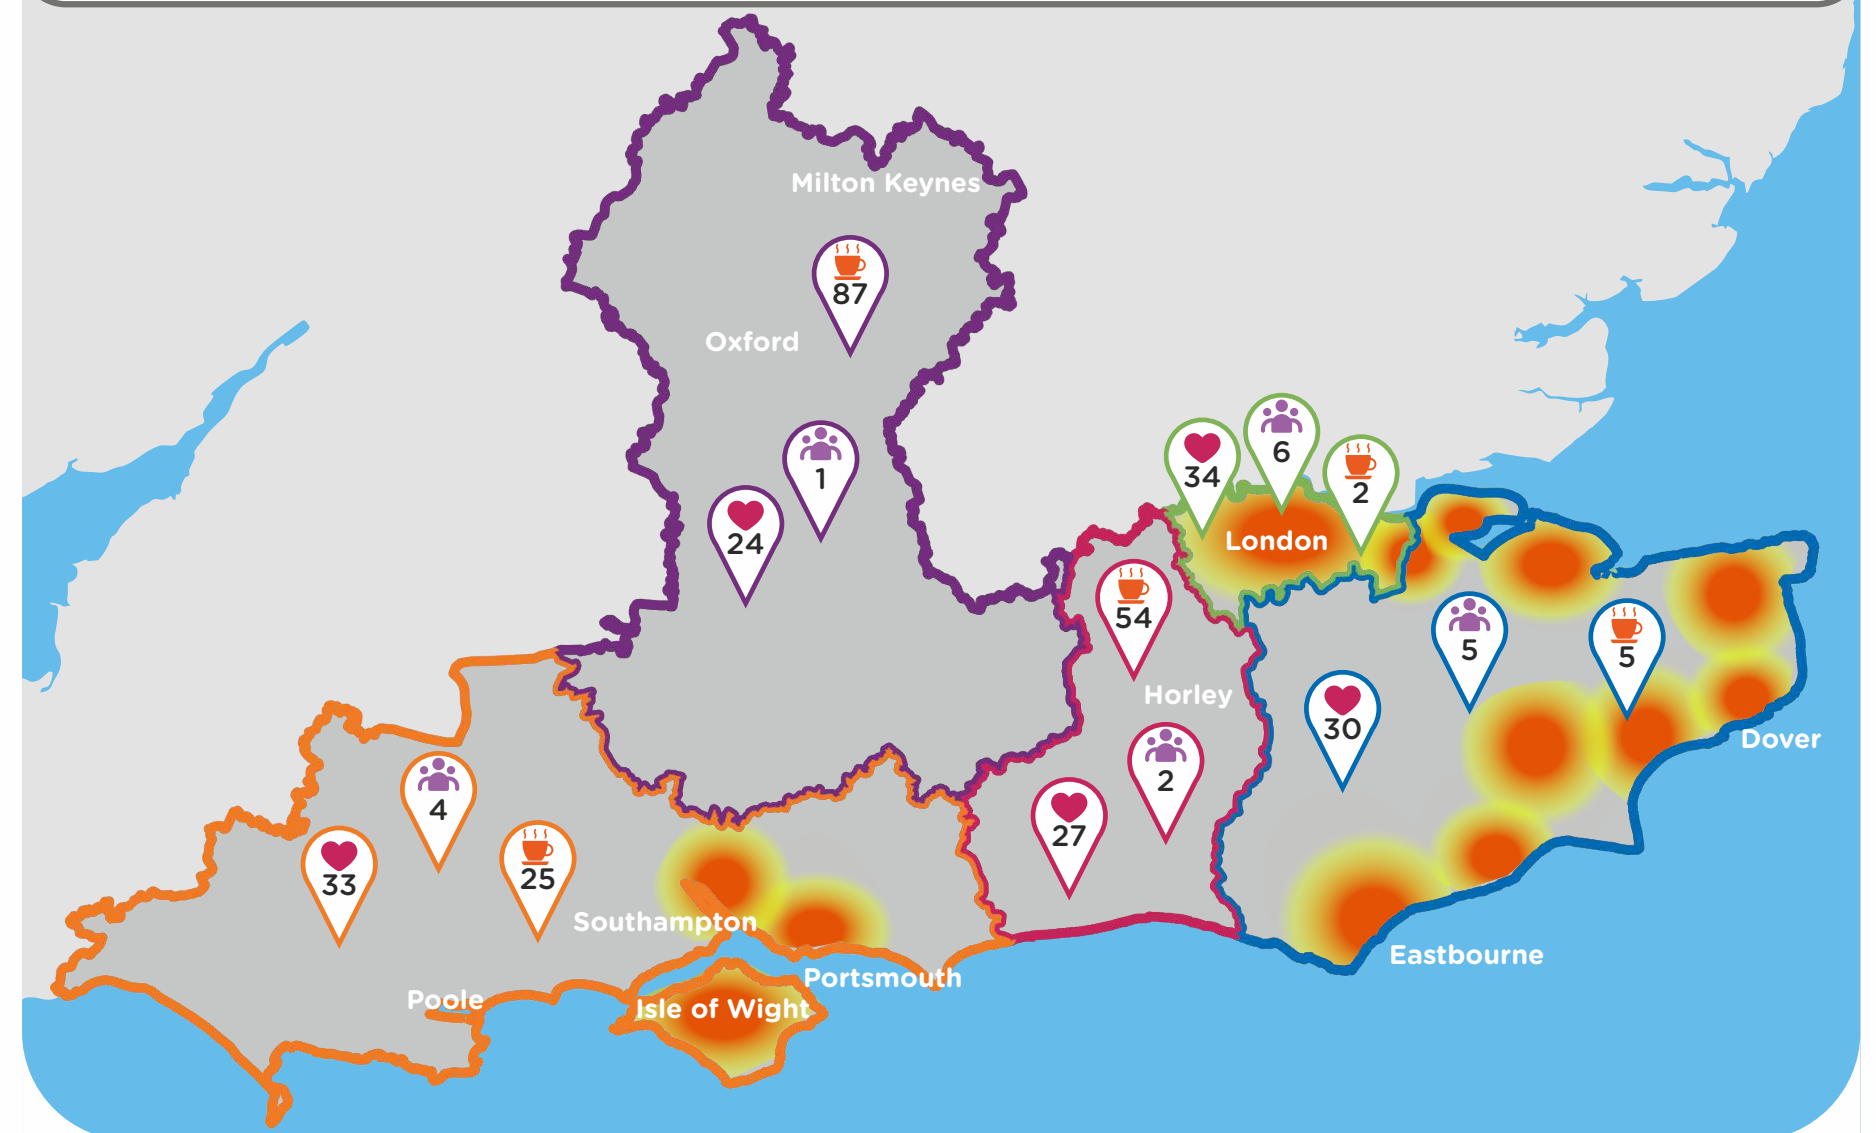 Milton Keynes
87
Oxford
1
24
34
6
2
London
54
Horley
2
27
5
5
30
Dover
4
33
25
Southampton
Portsmouth
Poole
Isle of Wight
Eastbourne